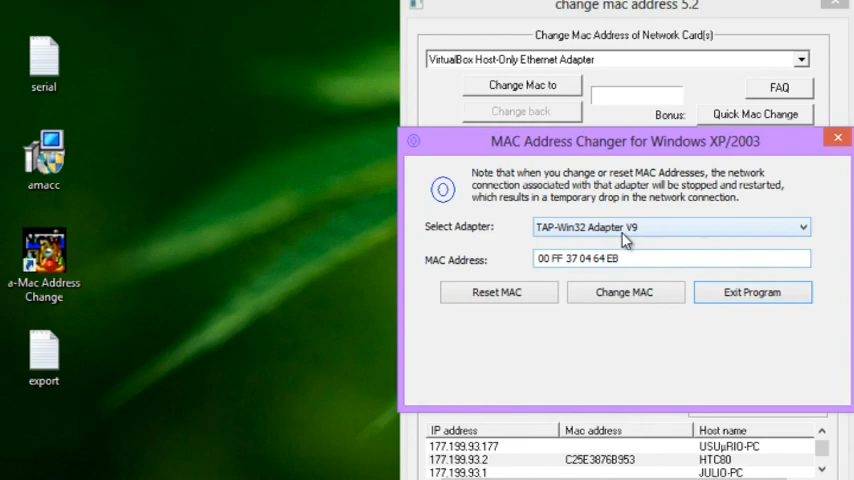 change mac address 5.2
Change Mac Address of Network Card(s)
VirtualBox Host-Only Ethernet Adapter
Change Mac to
FAQ
Change back
Bonus:
Quick Mac Change
serial
amacc
a-Mac Address
Change
export
MAC Address Changer for Windows XP/2003
Note that when you change or reset MAC Addresses, the network
connection associated with that adapter will be stopped and restarted,
which results in a temporary drop in the network connection.
Select Adapter:
TAP-Win32 Adapter V9
MAC Address:
00 FF 37 04 64 EB
Reset MAC
Change MAC
Exit Program
IP address Mac address Host name
177.199.93.177 USUµRIO-PC
177.199.93.2 C25E3876B953 HTC80
177.199.93.1 JULIO-PC